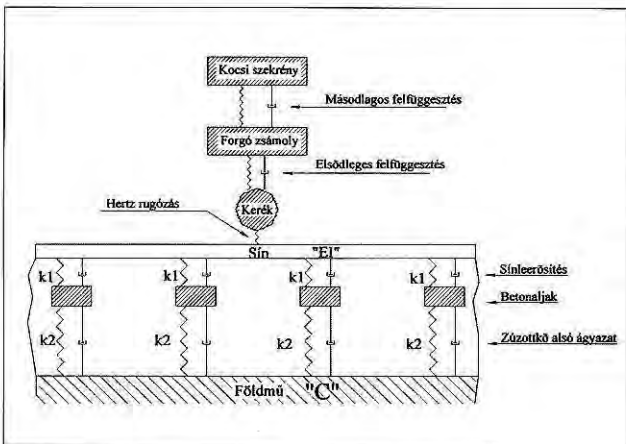 Kocsi szekrény
Másodlagos felfüggesztés
Forgó zsámoly
Elsődleges felfüggesztés
Kerék
Hertz rugózás
Sín "EI"
k1 k1 k1 k1
Sínleerősítés
Betonaljak
k2 k2 k2 k2
Zúzottkő alsó ágyazat
Földmű "C"